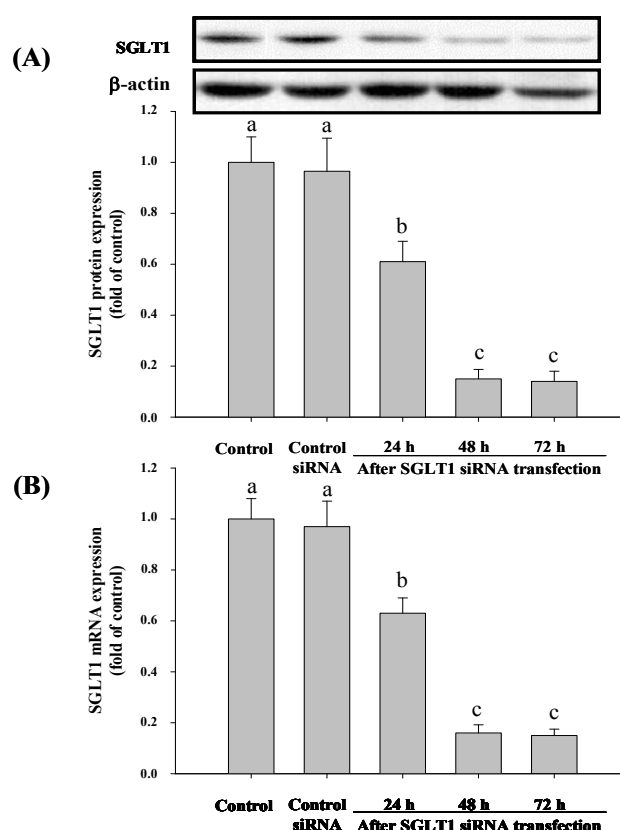 (A)
SGLT1
β-actin
1.2
1.0
0.8
0.6
0.4
0.2
0.0
SGLT1 protein expression
(fold of control)
a
a
b
c
c
Control
Control
siRNA
24 h
48 h
72 h
After SGLT1 siRNA transfection
(B)
1.2
1.0
0.8
0.6
0.4
0.2
0.0
SGLT1 mRNA expression
(fold of control)
a
a
b
c
c
Control
Control
siRNA
24 h
48 h
72 h
After SGLT1 siRNA transfection